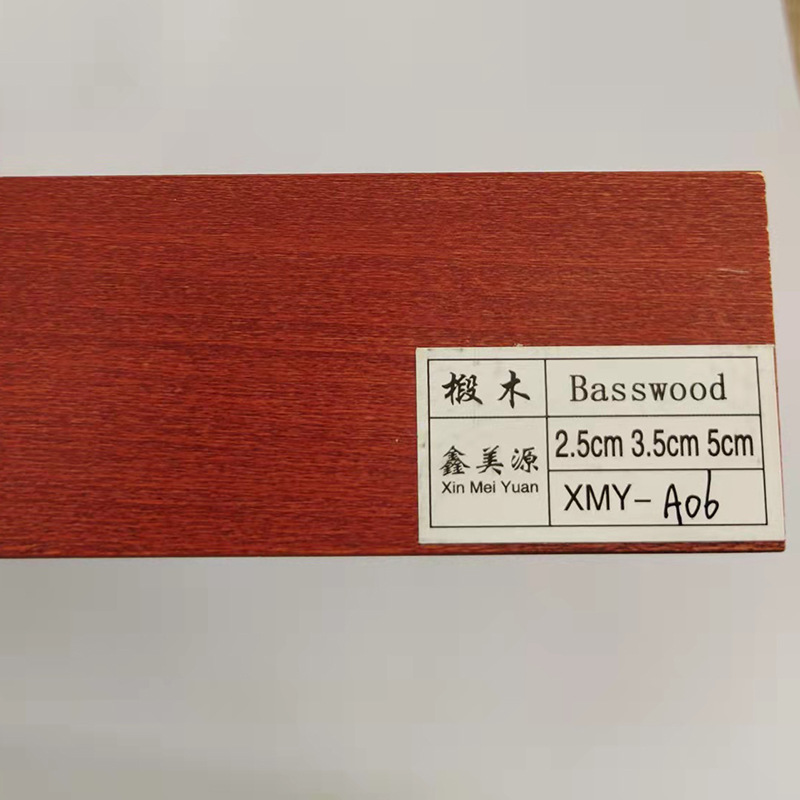 椴木 Basswood
鑫美源 2.5cm 3.5cm 5cm
Xin Mei Yuan XMY-A06